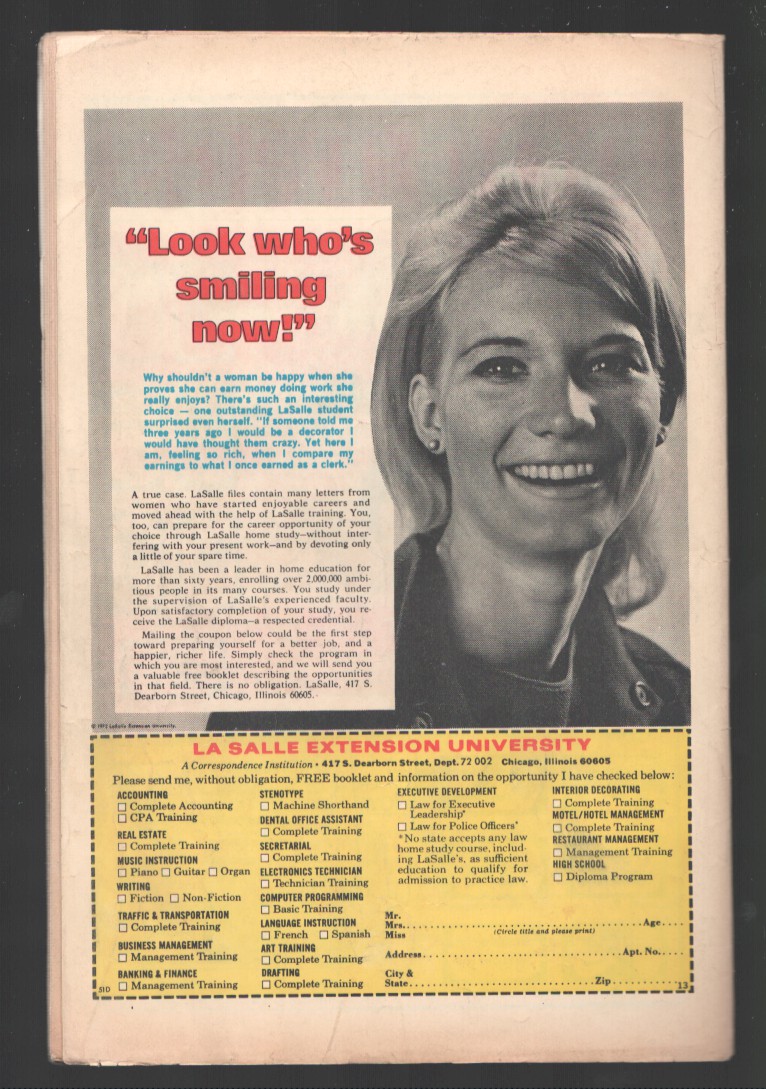 “Look who’s
smiling
now!”
Why shouldn't a woman be happy when she
proves she can earn money doing work she
really enjoys? There's such an interesting
choice — one outstanding LaSalle student
surprised even herself. "If someone told me
three years ago I would be a decorator I
would have thought them crazy. Yet here I
am, feeling so rich, when I compare my
earnings to what I once earned as a clerk."
A true case. LaSalle files contain many letters from
women who have started enjoyable careers and
moved ahead with the help of LaSalle training. You,
too, can prepare for the career opportunity of your
choice through LaSalle home study—without inter-
fering with your present work—and by devoting only
a little of your spare time.
LaSalle has been a leader in home education for
more than sixty years, enrolling over 2,000,000 ambi-
tious people in its many courses. You study under
the supervision of LaSalle's experienced faculty.
Upon satisfactory completion of your study, you re-
ceive the LaSalle diploma—a respected credential.
Mailing the coupon below could be the first step
toward preparing yourself for a better job, and a
happier, richer life. Simply check the program in
which you are most interested, and we will send you
a valuable free booklet describing the opportunities
in that field. There is no obligation. LaSalle, 417 S.
Dearborn Street, Chicago, Illinois 60605.
© 1972 LaSalle Extension University.
LA SALLE EXTENSION UNIVERSITY
A Correspondence Institution • 417 S. Dearborn Street, Dept. 72 002 Chicago, Illinois 60605
Please send me, without obligation, FREE booklet and information on the opportunity I have checked below:
ACCOUNTING
☐ Complete Accounting
☐ CPA Training
REAL ESTATE
☐ Complete Training
MUSIC INSTRUCTION
☐ Piano ☐ Guitar ☐ Organ
WRITING
☐ Fiction ☐ Non-Fiction
TRAFFIC & TRANSPORTATION
☐ Complete Training
BUSINESS MANAGEMENT
☐ Management Training
BANKING & FINANCE
☐ Management Training
51D
STENOTYPE
☐ Machine Shorthand
DENTAL OFFICE ASSISTANT
☐ Complete Training
SECRETARIAL
☐ Complete Training
ELECTRONICS TECHNICIAN
☐ Technician Training
COMPUTER PROGRAMMING
☐ Basic Training
LANGUAGE INSTRUCTION
☐ French ☐ Spanish
ART TRAINING
☐ Complete Training
DRAFTING
☐ Complete Training
EXECUTIVE DEVELOPMENT
☐ Law for Executive
Leadership*
☐ Law for Police Officers*
*No state accepts any law
home study course, includ-
ing LaSalle's, as sufficient
education to qualify for
admission to practice law.
INTERIOR DECORATING
☐ Complete Training
MOTEL/HOTEL MANAGEMENT
☐ Complete Training
RESTAURANT MANAGEMENT
☐ Management Training
HIGH SCHOOL
☐ Diploma Program
Mr.
Mrs. Age
Miss (Circle title and please print)
Address Apt. No.
City &
State Zip
13